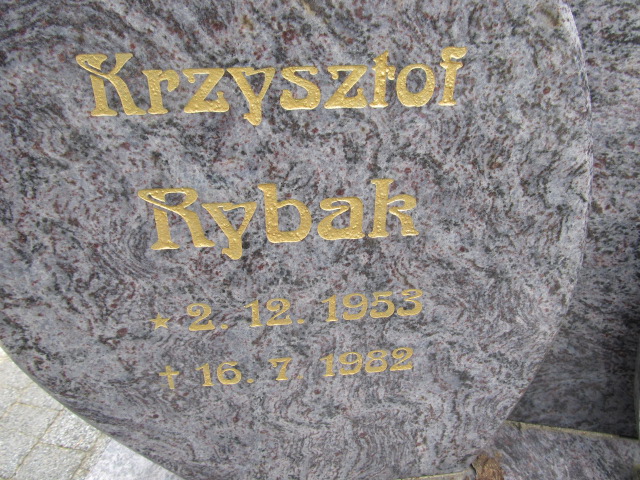 Krzysztof
Rybak
* 2. 12. 1953
† 16. 7. 1982